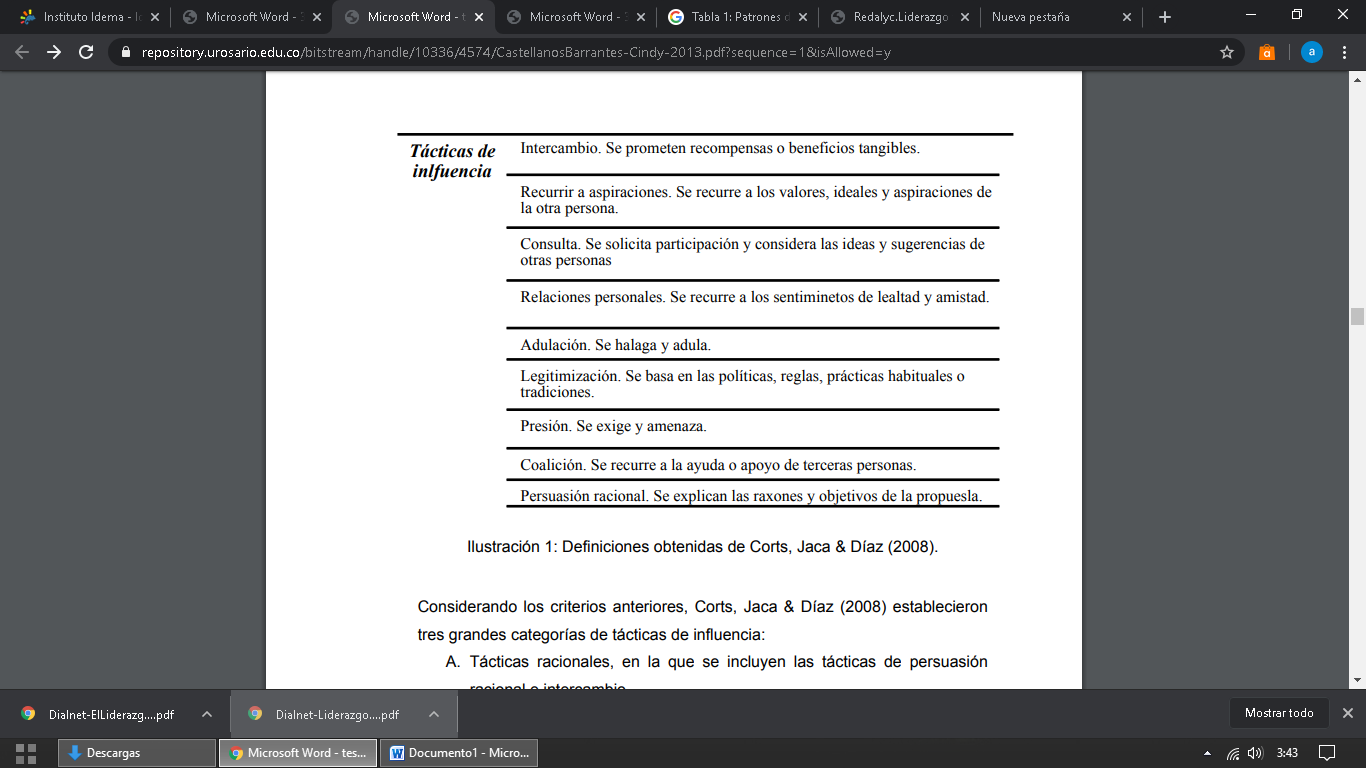 Instituto Idema - Id
Microsoft Word - 3
Microsoft Word - t
Microsoft Word - 3
Tabla 1: Patrones d
Redalyc.Liderazgo
Nueva pestaña
repository.urosario.edu.co/bitstream/handle/10336/4574/CastellanosBarrantes-Cindy-2013.pdf?sequence=1&isAllowed=y
a
Tácticas de
inlfuencia
Intercambio. Se prometen recompensas o beneficios tangibles.
Recurrir a aspiraciones. Se recurre a los valores, ideales y aspiraciones de
la otra persona.
Consulta. Se solicita participación y considera las ideas y sugerencias de
otras personas
Relaciones personales. Se recurre a los sentiminetos de lealtad y amistad.
Adulación. Se halaga y adula.
Legitimización. Se basa en las políticas, reglas, prácticas habituales o
tradiciones.
Presión. Se exige y amenaza.
Coalición. Se recurre a la ayuda o apoyo de terceras personas.
Persuasión racional. Se explican las raxones y objetivos de la propuesla.
Ilustración 1: Definiciones obtenidas de Corts, Jaca & Díaz (2008).
Considerando los criterios anteriores, Corts, Jaca & Díaz (2008) establecieron
tres grandes categorías de tácticas de influencia:
A. Tácticas racionales, en la que se incluyen las tácticas de persuasión
racional e intercambio
Dialnet-ElLiderazg....pdf
Dialnet-Liderazgo....pdf
Mostrar todo
Descargas
Microsoft Word - tes...
Documento1 - Micro...
3:43